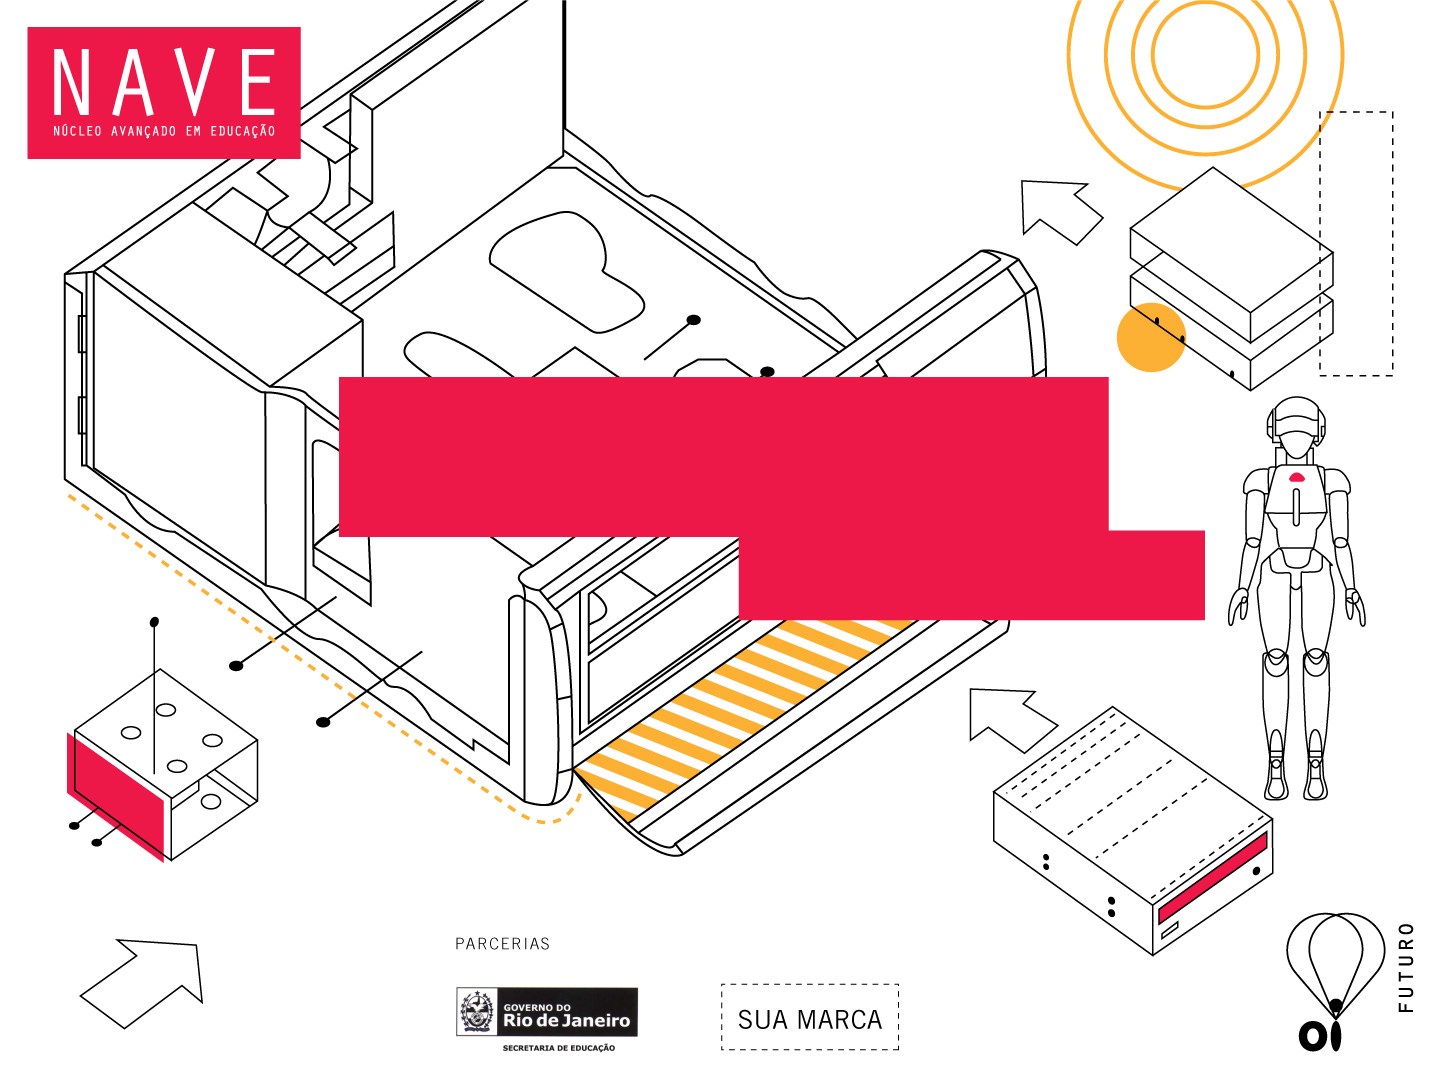 NAVE
NÚCLEO AVANÇADO EM EDUCAÇÃO
PARCERIAS
GOVERNO DO
Rio de Janeiro
SECRETARIA DE EDUCAÇÃO
SUA MARCA
oi
FUTURO